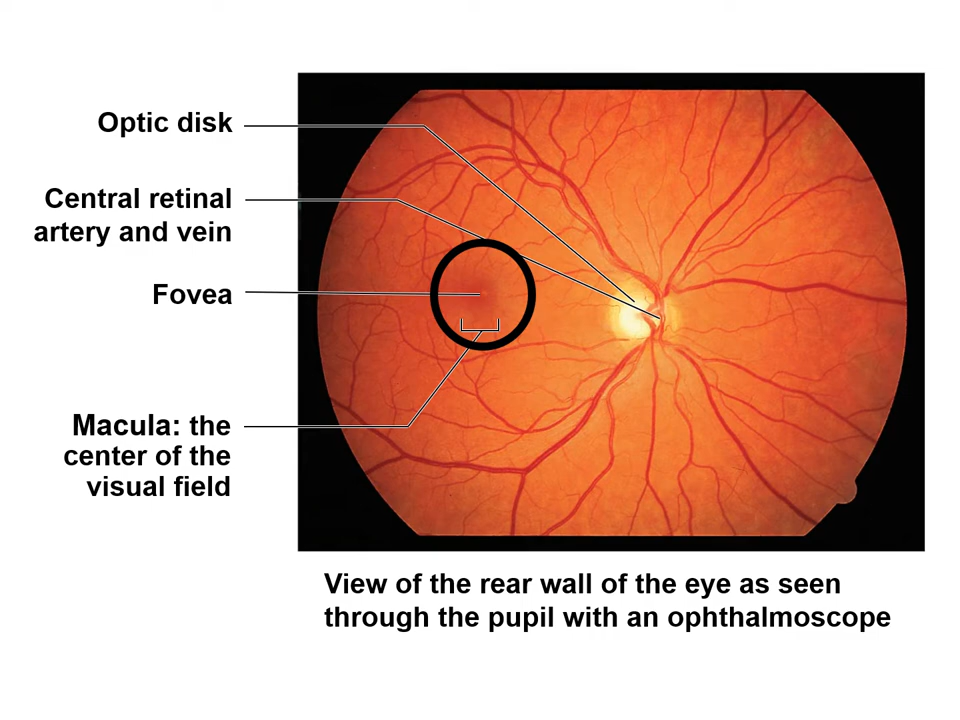 Optic disk
Central retinal
artery and vein
Fovea
Macula: the
center of the
visual field
View of the rear wall of the eye as seen
through the pupil with an ophthalmoscope